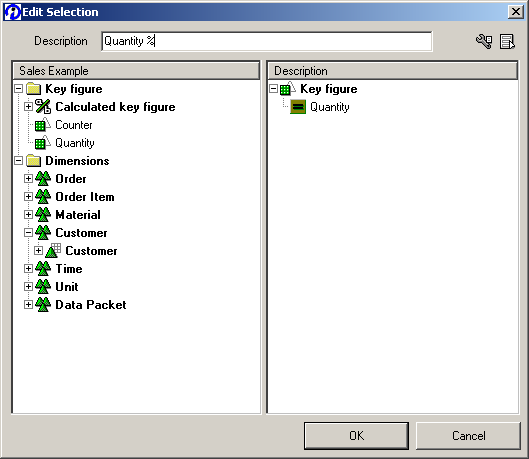 Edit Selection
Description
Quantity %
Sales Example
Key figure
Calculated key figure
Counter
Quantity
Dimensions
Order
Order Item
Material
Customer
Customer
Time
Unit
Data Packet
Description
Key figure
Quantity
OK
Cancel